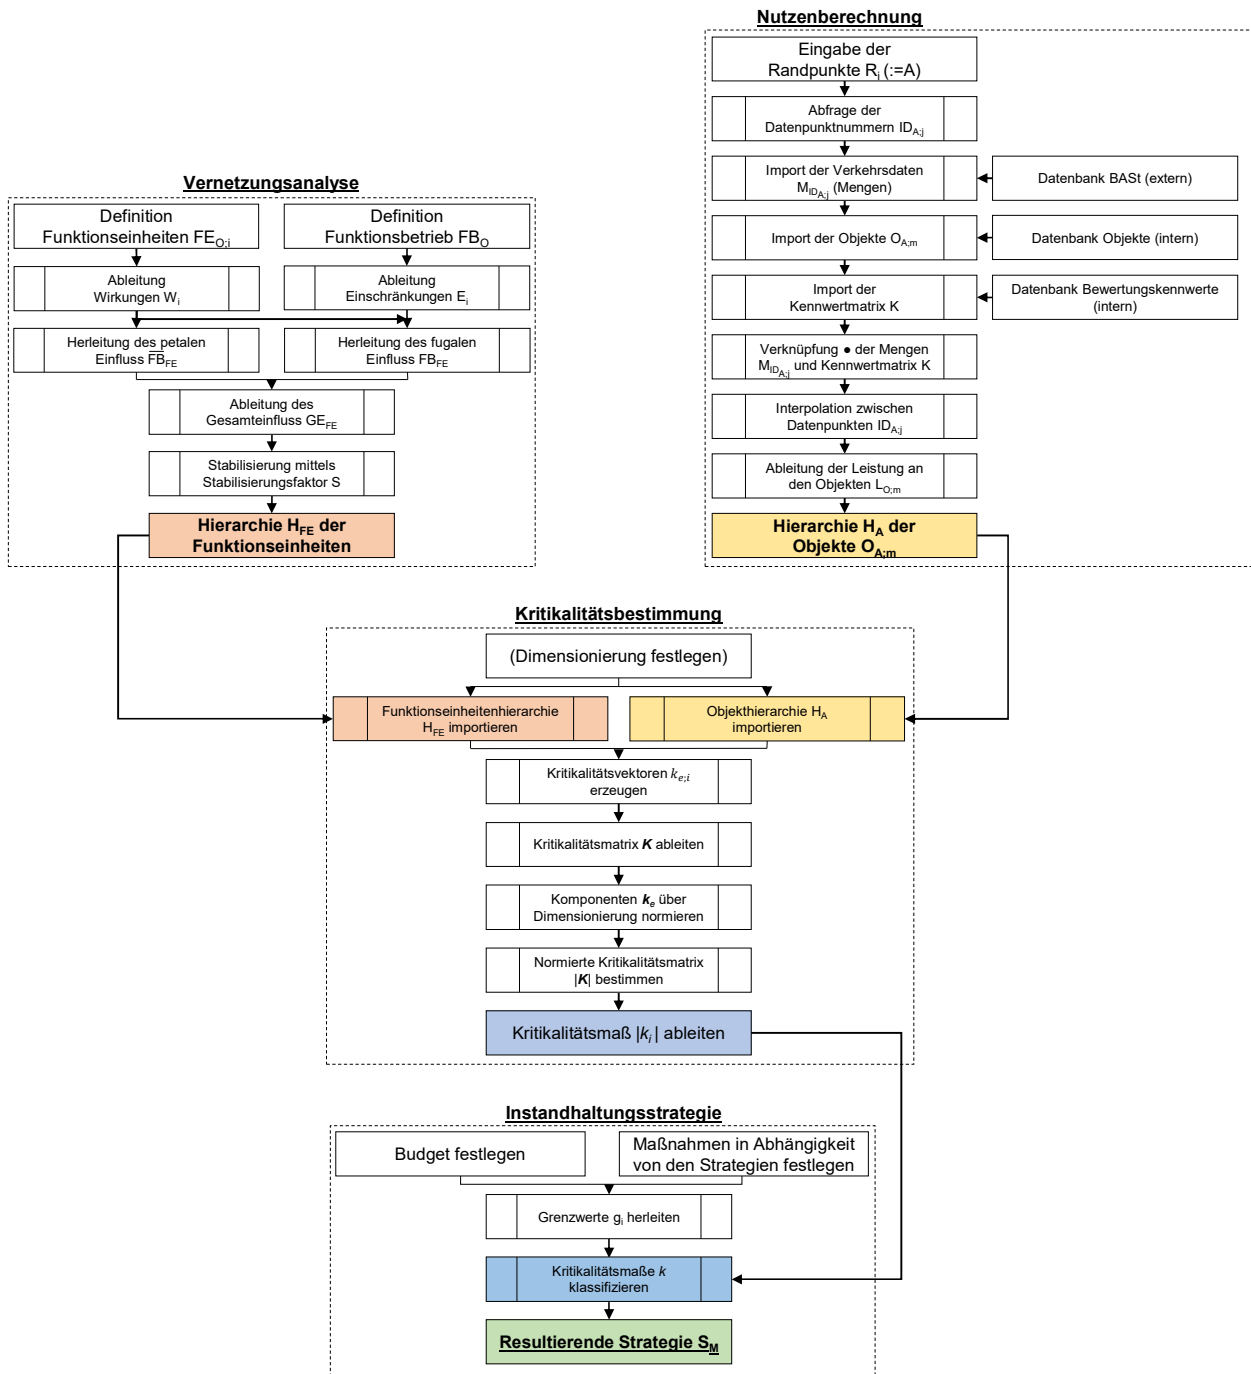 Nutzenberechnung
Eingabe der
Randpunkte Ri (:=A)
Abfrage der
Datenpunktnummern IDA;j
Import der Verkehrsdaten
MIDA;j (Mengen)
Datenbank BASt (extern)
Import der Objekte OA;m
Datenbank Objekte (intern)
Import der
Kennwertmatrix K
Datenbank Bewertungskennwerte
(intern)
Verknüpfung ● der Mengen
MIDA;j und Kennwertmatrix K
Interpolation zwischen
Datenpunkten IDA;j
Ableitung der Leistung an
den Objekten LO;m
Hierarchie HA der
Objekte OA;m
Vernetzungsanalyse
Definition
Funktionseinheiten FEO;i
Definition
Funktionsbetrieb FBO
Ableitung
Wirkungen Wi
Ableitung
Einschränkungen Ei
Herleitung des petalen
Einfluss F̅B̅FE
Herleitung des fugalen
Einfluss FBFE
Ableitung des
Gesamteinfluss GEFE
Stabilisierung mittels
Stabilisierungsfaktor S
Hierarchie HFE der
Funktionseinheiten
Kritikalitätsbestimmung
(Dimensionierung festlegen)
Funktionseinheitenhierarchie
HFE importieren
Objekthierarchie HA
importieren
Kritikalitätsvektoren ke;i
erzeugen
Kritikalitätsmatrix K ableiten
Komponenten ke über
Dimensionierung normieren
Normierte Kritikalitätsmatrix
|K| bestimmen
Kritikalitätsmaß |ki| ableiten
Instandhaltungsstrategie
Budget festlegen
Maßnahmen in Abhängigkeit
von den Strategien festlegen
Grenzwerte gi herleiten
Kritikalitätsmaße k
klassifizieren
Resultierende Strategie SM